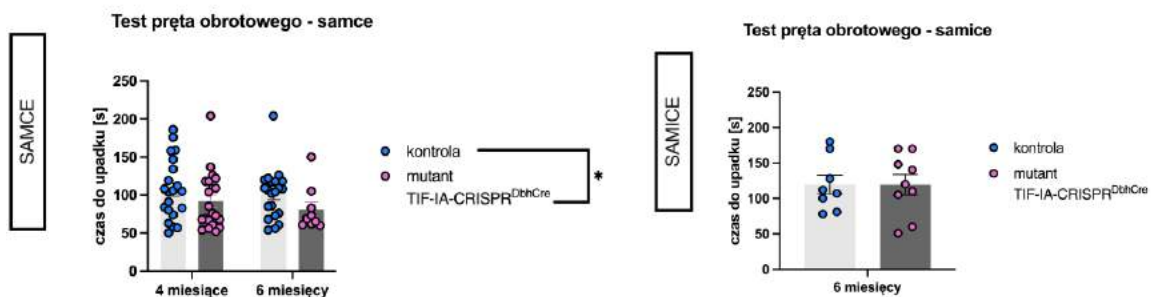 Test pręta obrotowego - samce
SAMCE
czas do upadku [s]
250
200
150
100
50
0
4 miesiące
6 miesięcy
kontrola
mutant
TIF-IA-CRISPRDbhCre
*
Test pręta obrotowego - samice
SAMICE
czas do upadku [s]
250
200
150
100
50
0
6 miesięcy
kontrola
mutant
TIF-IA-CRISPRDbhCre